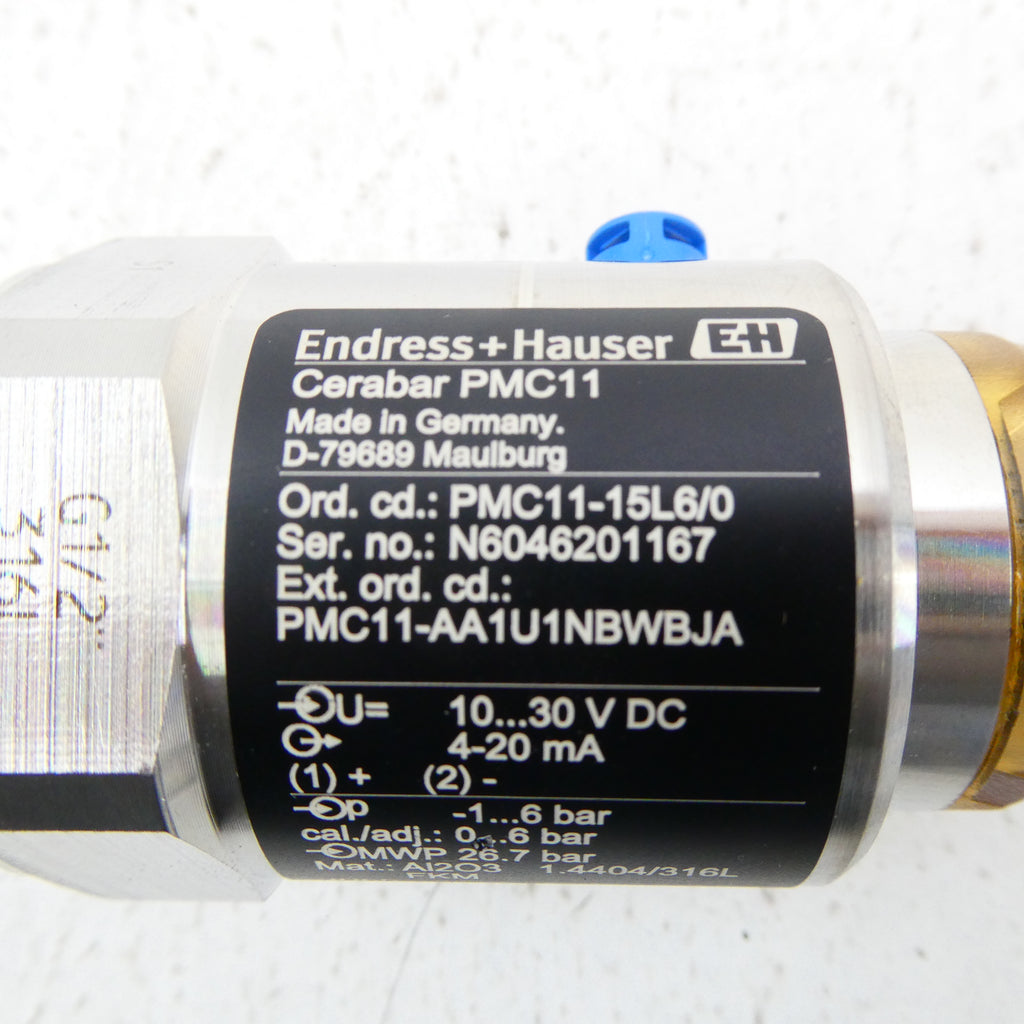 Endress+Hauser EH
Cerabar PMC11
Made in Germany.
D-79689 Maulburg
Ord. cd.: PMC11-15L6/0
Ser. no.: N6046201167
Ext. ord. cd.:
PMC11-AA1U1NBWBJA
U= 10...30 V DC
4-20 mA
(1) + (2) -
p -1...6 bar
cal./adj.: 0...6 bar
MWP 26.7 bar
Mat.: Al2O3 1.4404/316L
FKM
G1/2"
316L